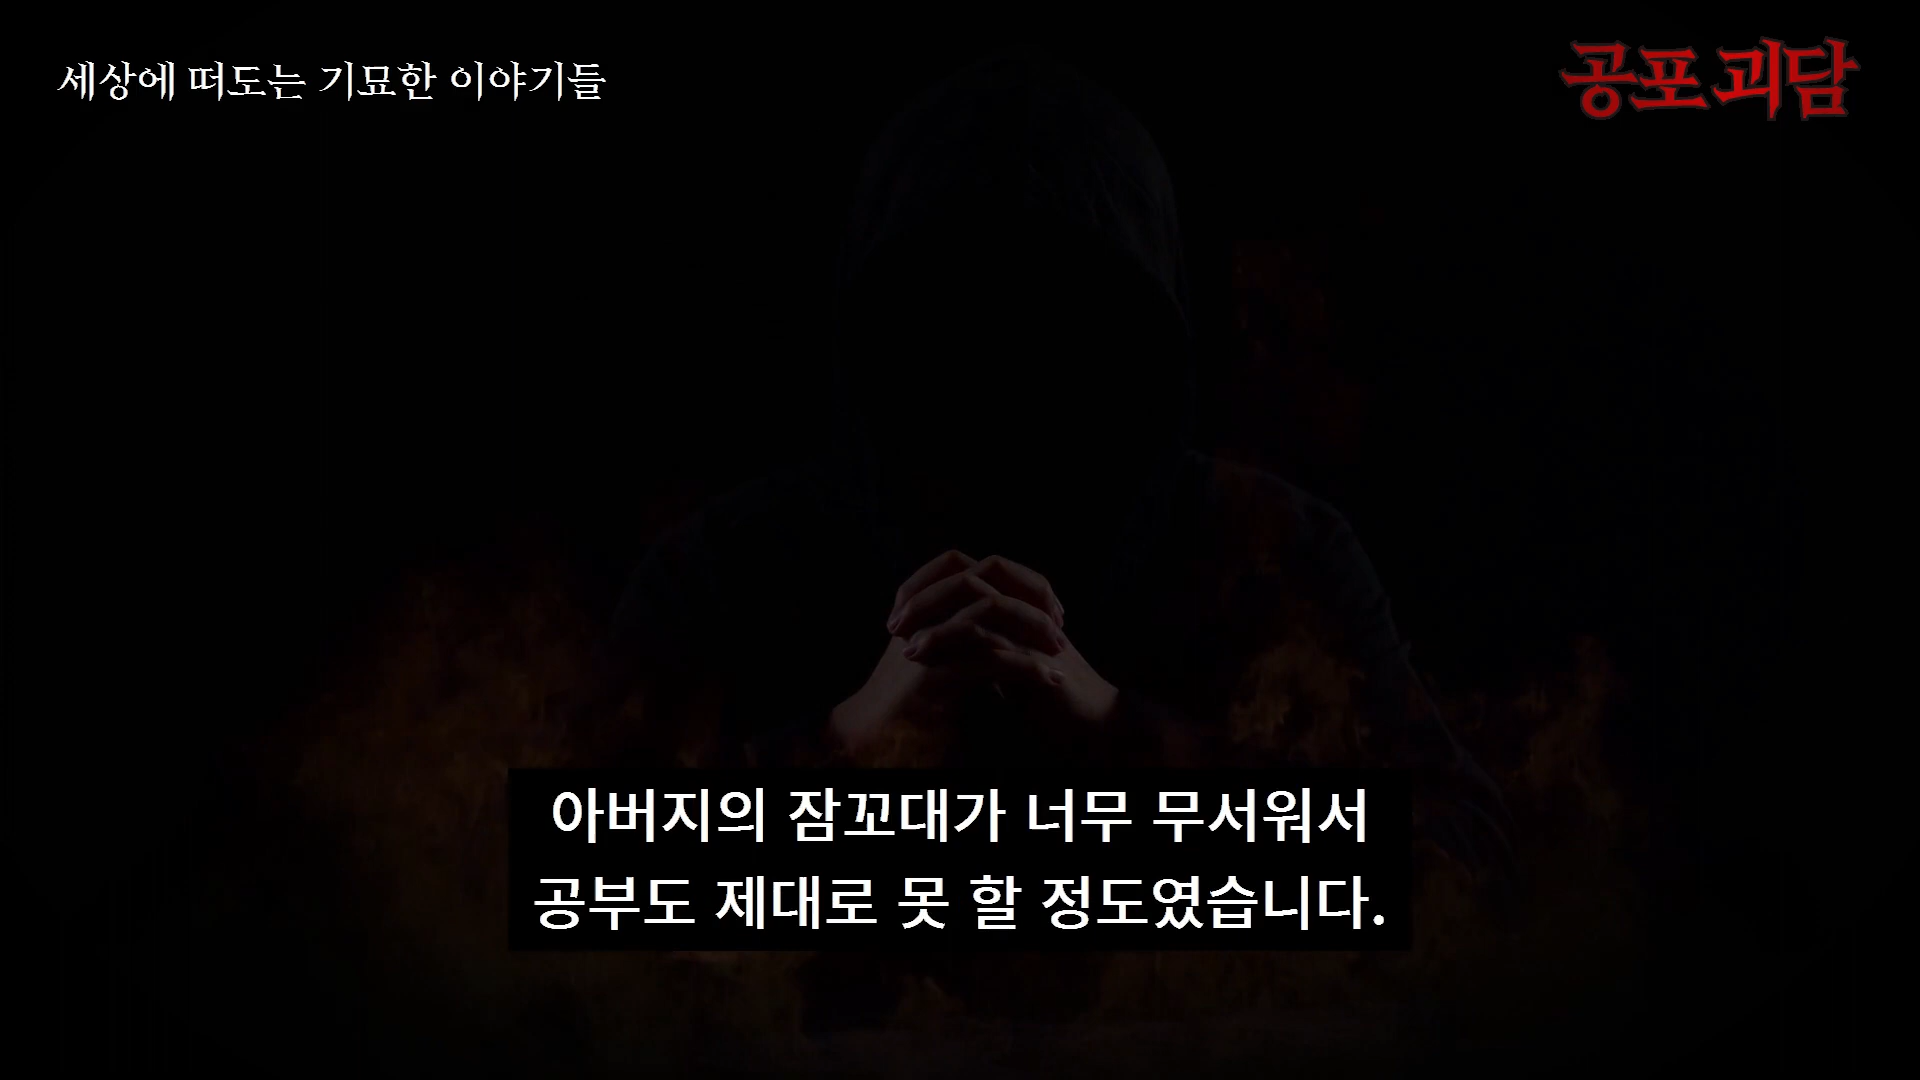 세상에 떠도는 기묘한 이야기들
공포 괴담
아버지의 잠꼬대가 너무 무서워서
공부도 제대로 못 할 정도였습니다.